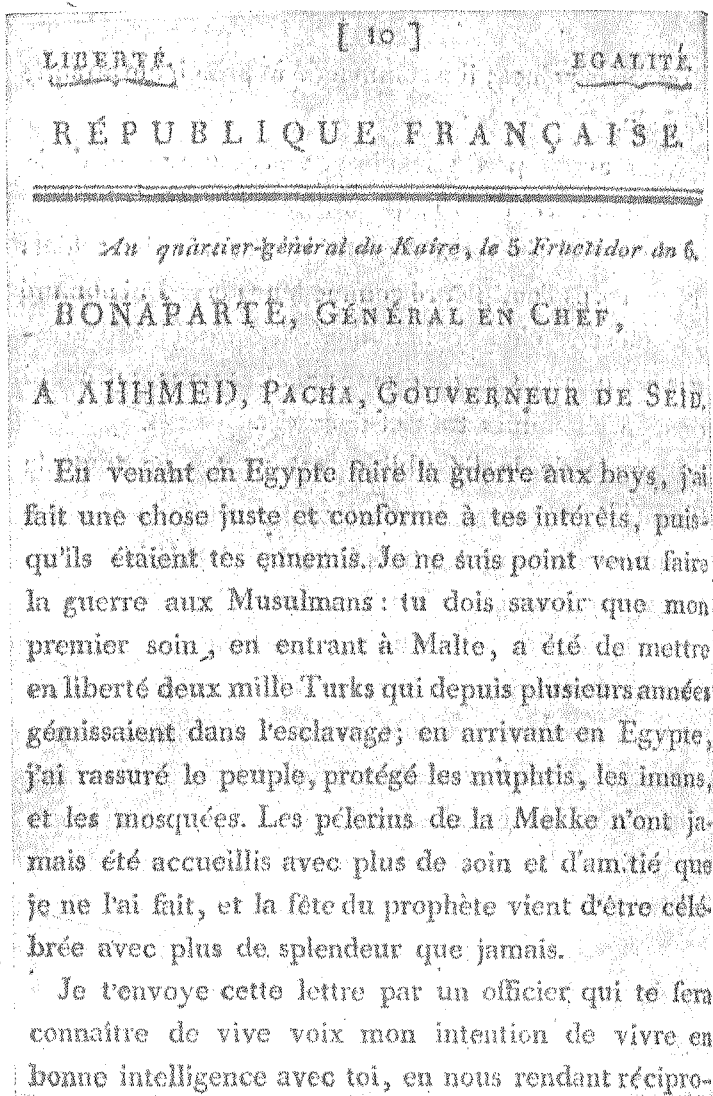 [ 10 ]
LIBERTÉ. EGALITÉ.
RÉPUBLIQUE FRANÇAISE.
Au quartier-général du Kaire, le 5 Fructidor an 6.
BONAPARTE, GÉNÉRAL EN CHEF,
A AHHMED, PACHA, GOUVERNEUR DE SEID.
En venant en Egypte faire la guerre aux beys, j'ai
fait une chose juste et conforme à tes intérêts, puis-
qu'ils étaient tes ennemis. Je ne suis point venu faire
la guerre aux Musulmans : tu dois savoir que mon
premier soin, en entrant à Malte, a été de mettre
en liberté deux mille Turks qui depuis plusieurs années
gémissaient dans l'esclavage; en arrivant en Egypte,
j'ai rassuré le peuple, protégé les muphtis, les imans,
et les mosquées. Les pélerins de la Mekke n'ont ja-
mais été accueillis avec plus de soin et d'amitié que
je ne l'ai fait, et la fête du prophète vient d'être célé-
brée avec plus de splendeur que jamais.
Je t'envoye cette lettre par un officier qui te fera
connaître de vive voix mon intention de vivre en
bonne intelligence avec toi, en nous rendant récipro-